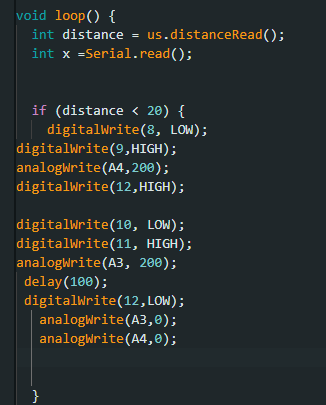 void loop() {
int distance = us.distanceRead();
int x =Serial.read();
if (distance < 20) {
digitalWrite(8, LOW);
digitalWrite(9,HIGH);
analogWrite(A4,200);
digitalWrite(12,HIGH);
digitalWrite(10, LOW);
digitalWrite(11, HIGH);
analogWrite(A3, 200);
delay(100);
digitalWrite(12,LOW);
analogWrite(A3,0);
analogWrite(A4,0);
}